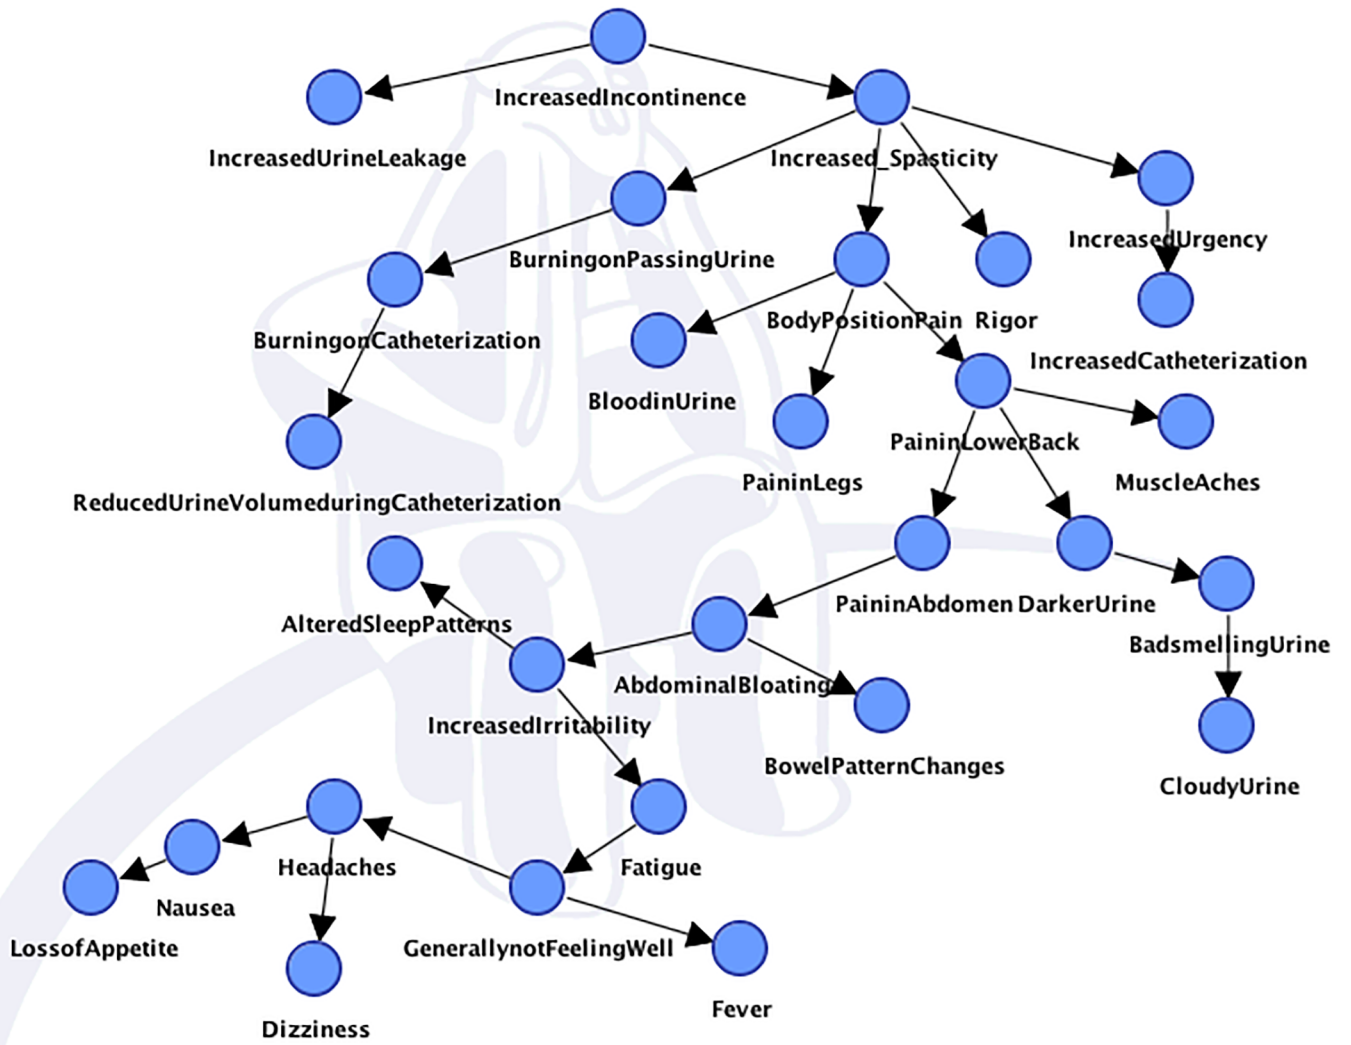 IncreasedIncontinence
IncreasedUrineLeakage
Increased_Spasticity
IncreasedUrgency
BurningonPassingUrine
BodyPositionPain
Rigor
BurningonCatheterization
IncreasedCatheterization
BloodinUrine
PaininLowerBack
PaininLegs
MuscleAches
ReducedUrineVolumeduringCatheterization
PaininAbdomen
DarkerUrine
AlteredSleepPatterns
BadsmellingUrine
AbdominalBloating
IncreasedIrritability
BowelPatternChanges
CloudyUrine
Headaches
Fatigue
Nausea
LossofAppetite
GenerallynotFeelingWell
Fever
Dizziness